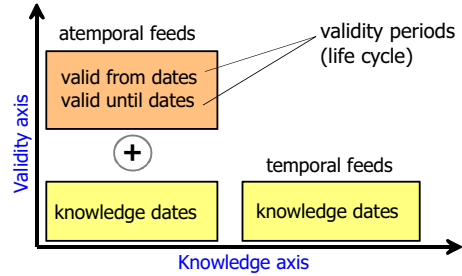 atemporal feeds
validity periods
(life cycle)
valid from dates
valid until dates
+
temporal feeds
knowledge dates
knowledge dates
Validity axis
Knowledge axis